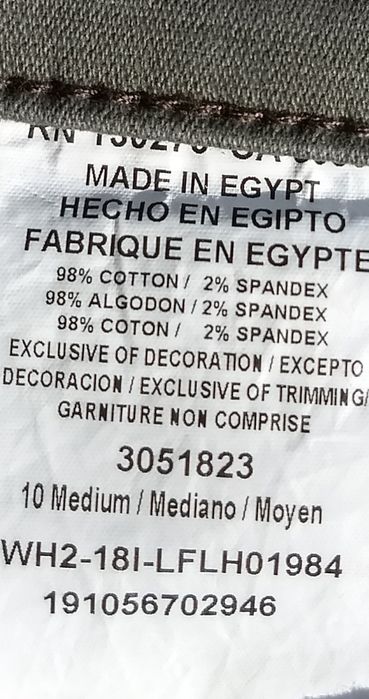 RN
MADE IN EGYPT
HECHO EN EGIPTO
FABRIQUE EN EGYPTE
98% COTTON / 2% SPANDEX
98% ALGODON / 2% SPANDEX
98% COTON / 2% SPANDEX
EXCLUSIVE OF DECORATION / EXCEPTO
DECORACION / EXCLUSIVE OF TRIMMING/
GARNITURE NON COMPRISE
3051823
10 Medium / Mediano / Moyen
WH2-18I-LFLH01984
191056702946